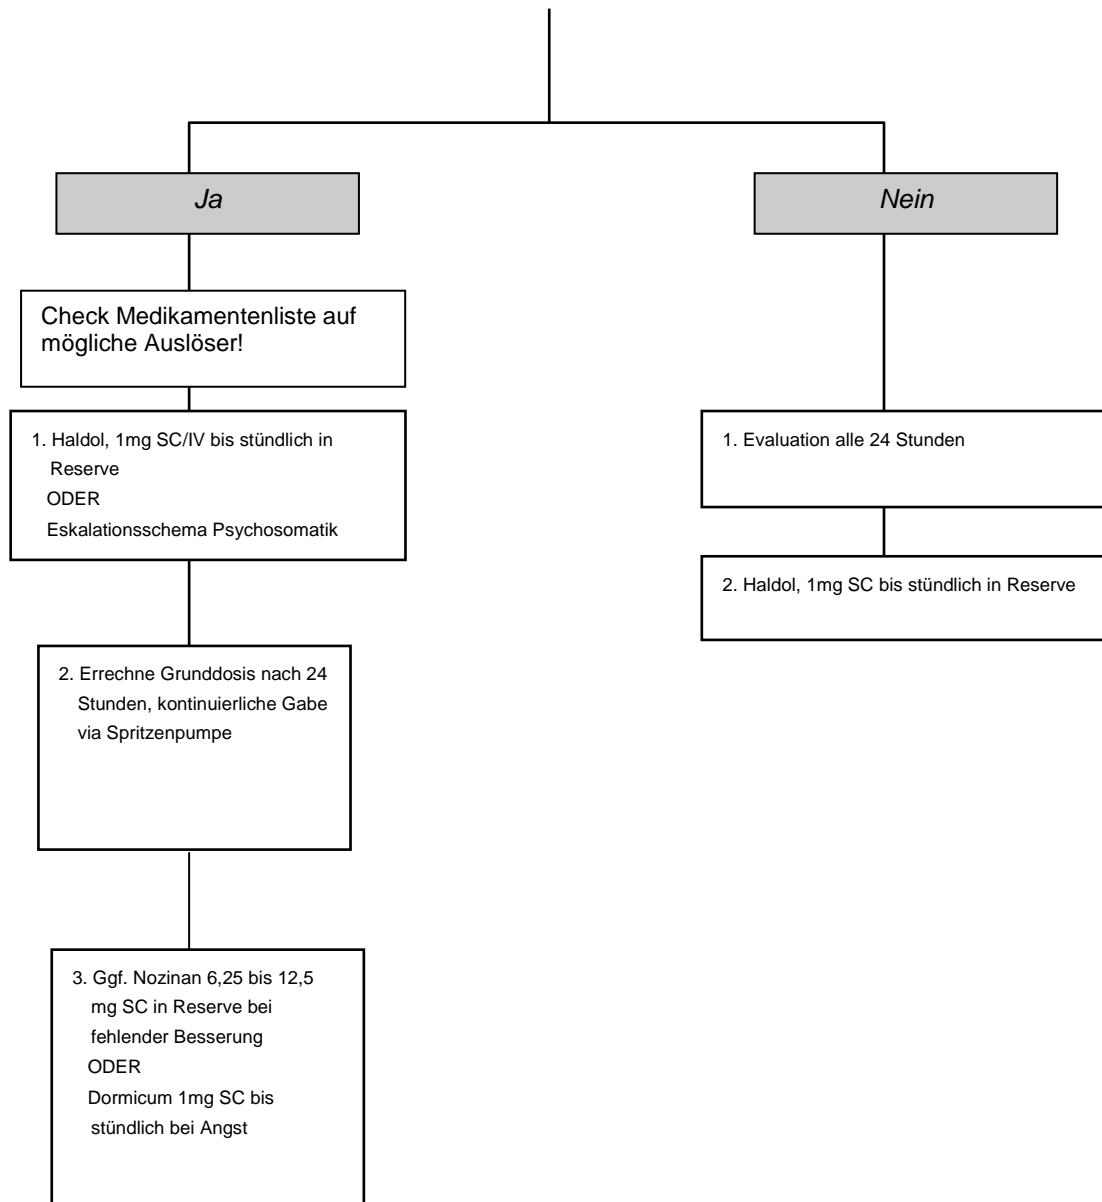 Ja
Nein
Check Medikamentenliste auf
mögliche Auslöser!
1. Haldol, 1mg SC/IV bis stündlich in
Reserve
ODER
Eskalationsschema Psychosomatik
2. Errechne Grunddosis nach 24
Stunden, kontinuierliche Gabe
via Spritzenpumpe
3. Ggf. Nozinan 6,25 bis 12,5
mg SC in Reserve bei
fehlender Besserung
ODER
Dormicum 1mg SC bis
stündlich bei Angst
1. Evaluation alle 24 Stunden
2. Haldol, 1mg SC bis stündlich in Reserve